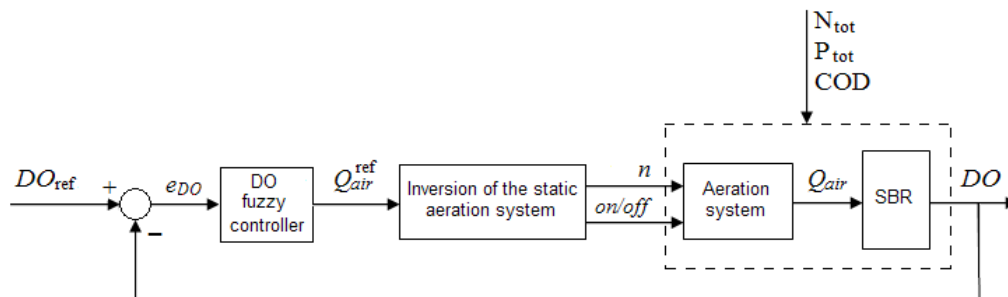 N_tot
P_tot
COD
DO_ref
+
−
e_DO
DO
fuzzy
controller
Q_air^ref
Inversion of the static
aeration system
n
on/off
Aeration
system
Q_air
SBR
DO